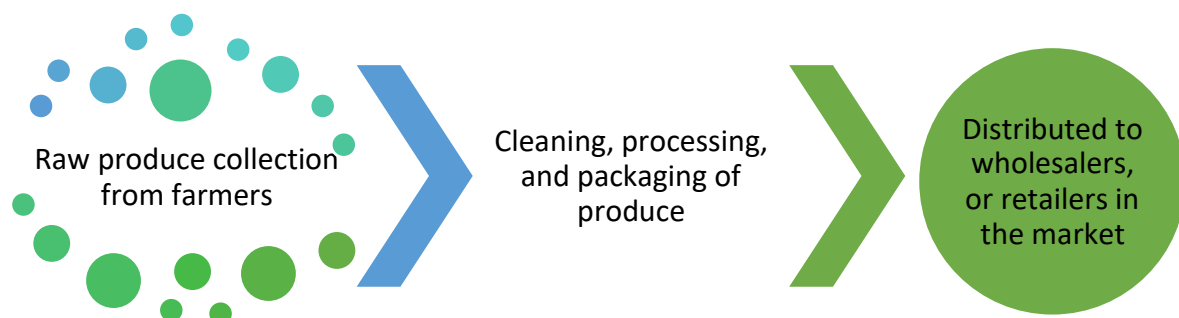 Raw produce collection
from farmers
Cleaning, processing,
and packaging of
produce
Distributed to
wholesalers,
or retailers in
the market